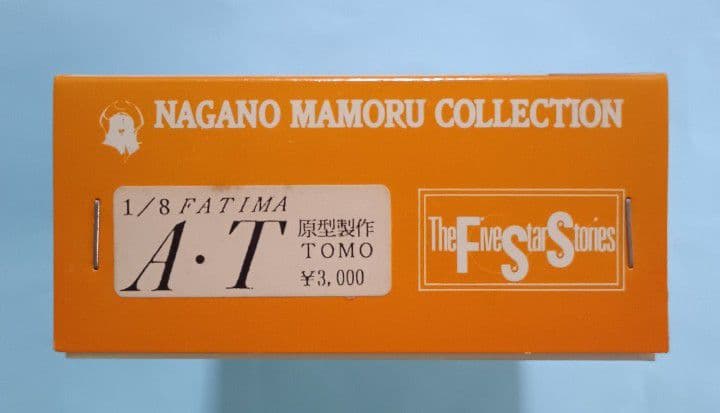 NAGANO MAMORU COLLECTION
1/8 FATIMA
A・T
原型製作
TOMO
¥3,000
The Five Star Stories